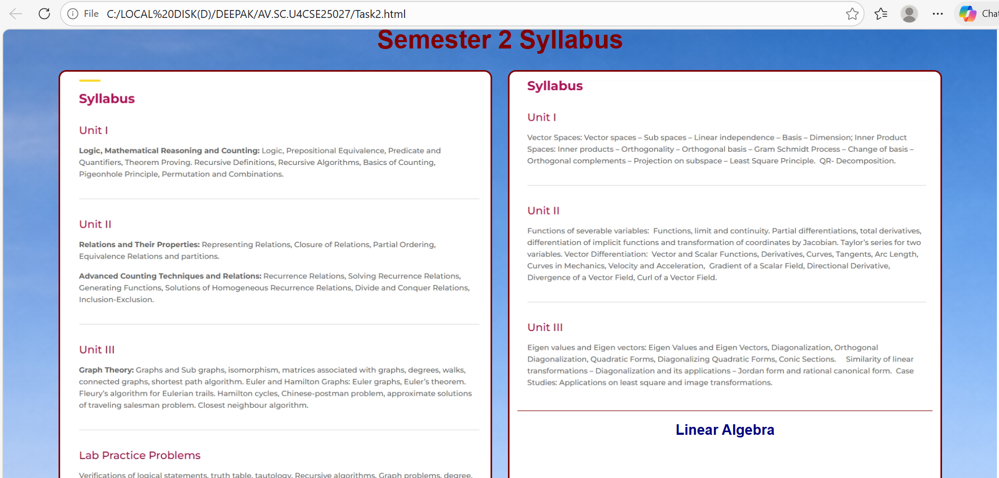 File C:/LOCAL%20DISK(D)/DEEPAK/AV.SC.U4CSE25027/Task2.html
Semester 2 Syllabus
Syllabus
Unit I
Logic, Mathematical Reasoning and Counting: Logic, Prepositional Equivalence, Predicate and
Quantifiers, Theorem Proving. Recursive Definitions, Recursive Algorithms, Basics of Counting,
Pigeonhole Principle, Permutation and Combinations.
Unit II
Relations and Their Properties: Representing Relations, Closure of Relations, Partial Ordering,
Equivalence Relations and partitions.
Advanced Counting Techniques and Relations: Recurrence Relations, Solving Recurrence Relations,
Generating Functions, Solutions of Homogeneous Recurrence Relations, Divide and Conquer Relations,
Inclusion-Exclusion.
Unit III
Graph Theory: Graphs and Sub graphs, isomorphism, matrices associated with graphs, degrees, walks,
connected graphs, shortest path algorithm. Euler and Hamilton Graphs: Euler graphs, Euler's theorem.
Fleury's algorithm for Eulerian trails. Hamilton cycles, Chinese-postman problem, approximate solutions
of traveling salesman problem. Closest neighbour algorithm.
Lab Practice Problems
Verifications of logical statements, truth table, tautology, Recursive algorithms, Graph problems, degree,
Syllabus
Unit I
Vector Spaces: Vector spaces – Sub spaces – Linear independence – Basis – Dimension; Inner Product
Spaces: Inner products – Orthogonality – Orthogonal basis – Gram Schmidt Process – Change of basis –
Orthogonal complements – Projection on subspace – Least Square Principle. QR- Decomposition.
Unit II
Functions of severable variables: Functions, limit and continuity. Partial differentiations, total derivatives,
differentiation of implicit functions and transformation of coordinates by Jacobian. Taylor's series for two
variables. Vector Differentiation: Vector and Scalar Functions, Derivatives, Curves, Tangents, Arc Length,
Curves in Mechanics, Velocity and Acceleration, Gradient of a Scalar Field, Directional Derivative,
Divergence of a Vector Field, Curl of a Vector Field.
Unit III
Eigen values and Eigen vectors: Eigen Values and Eigen Vectors, Diagonalization, Orthogonal
Diagonalization, Quadratic Forms, Diagonalizing Quadratic Forms, Conic Sections. Similarity of linear
transformations – Diagonalization and its applications – Jordan form and rational canonical form. Case
Studies: Applications on least square and image transformations.
Linear Algebra